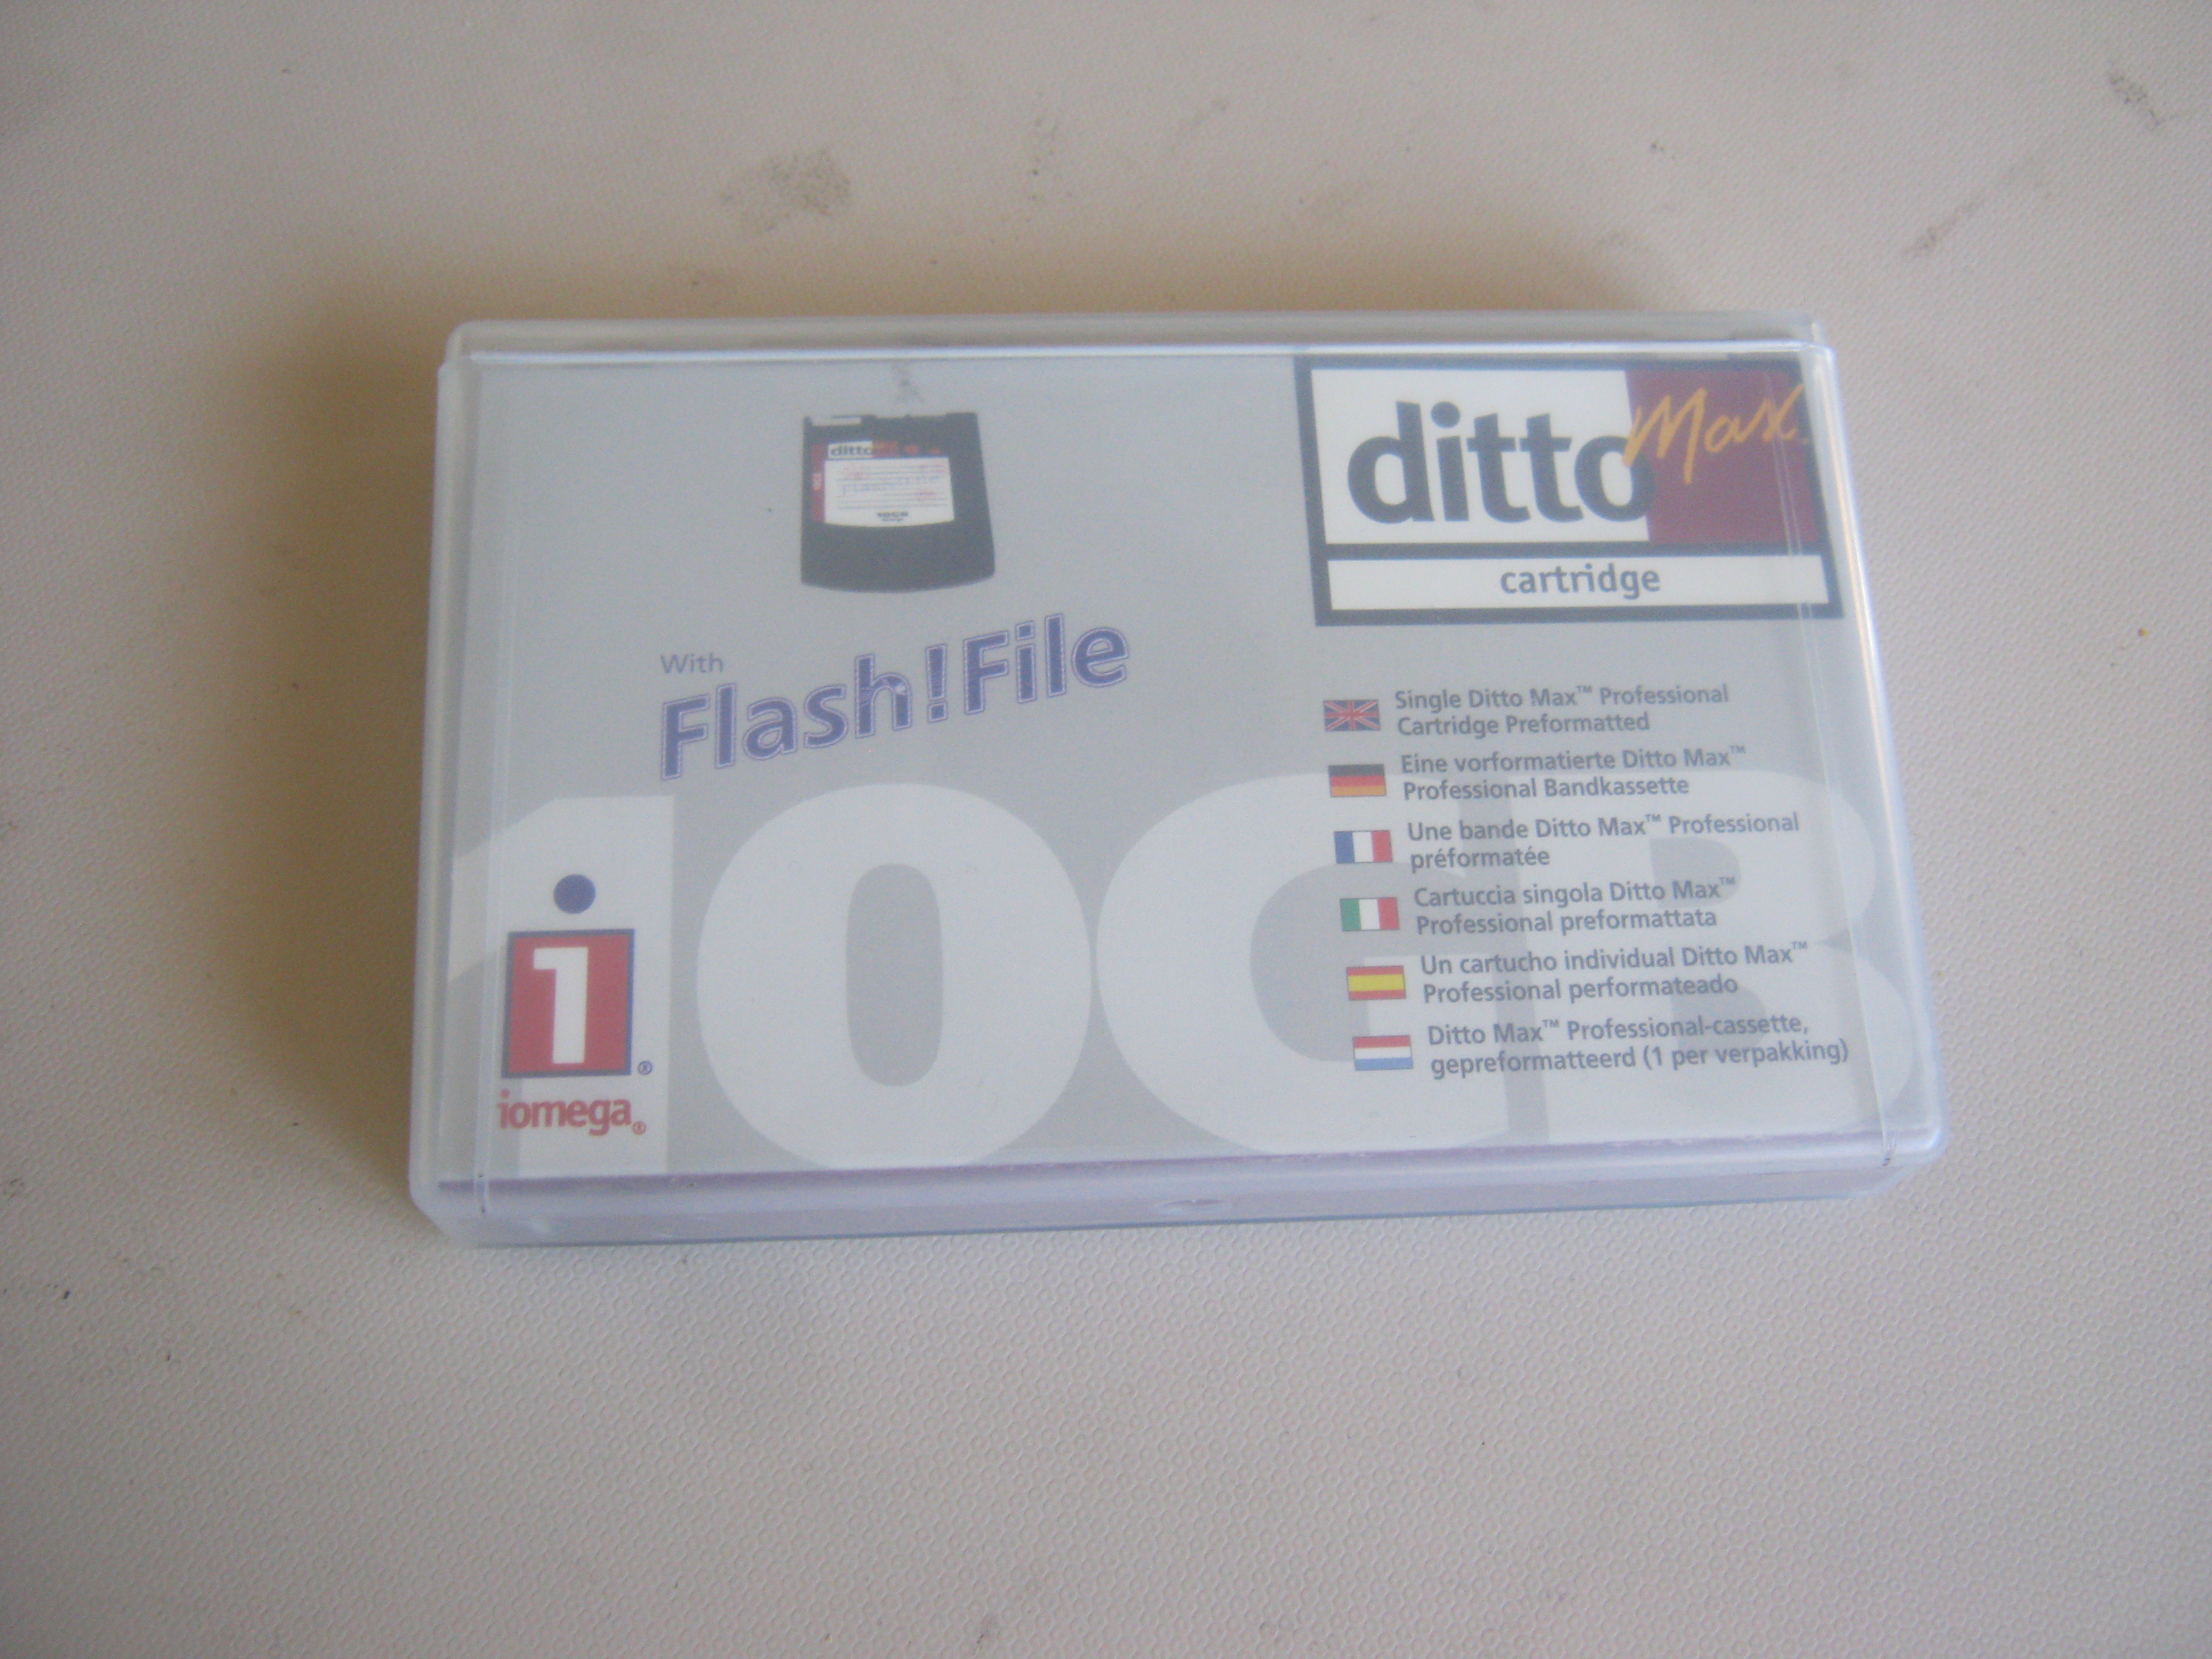 ditto Max
cartridge
ditto
10GB
With
Flash!File
Single Ditto Max™ Professional
Cartridge Preformatted
Eine vorformatierte Ditto Max™
Professional Bandkassette
Une bande Ditto Max™ Professional
préformatée
Cartuccia singola Ditto Max™
Professional preformattata
Un cartucho individual Ditto Max™
Professional performateado
Ditto Max™ Professional-cassette,
gepreformatteerd (1 per verpakking)
10GB
i®
iomega®